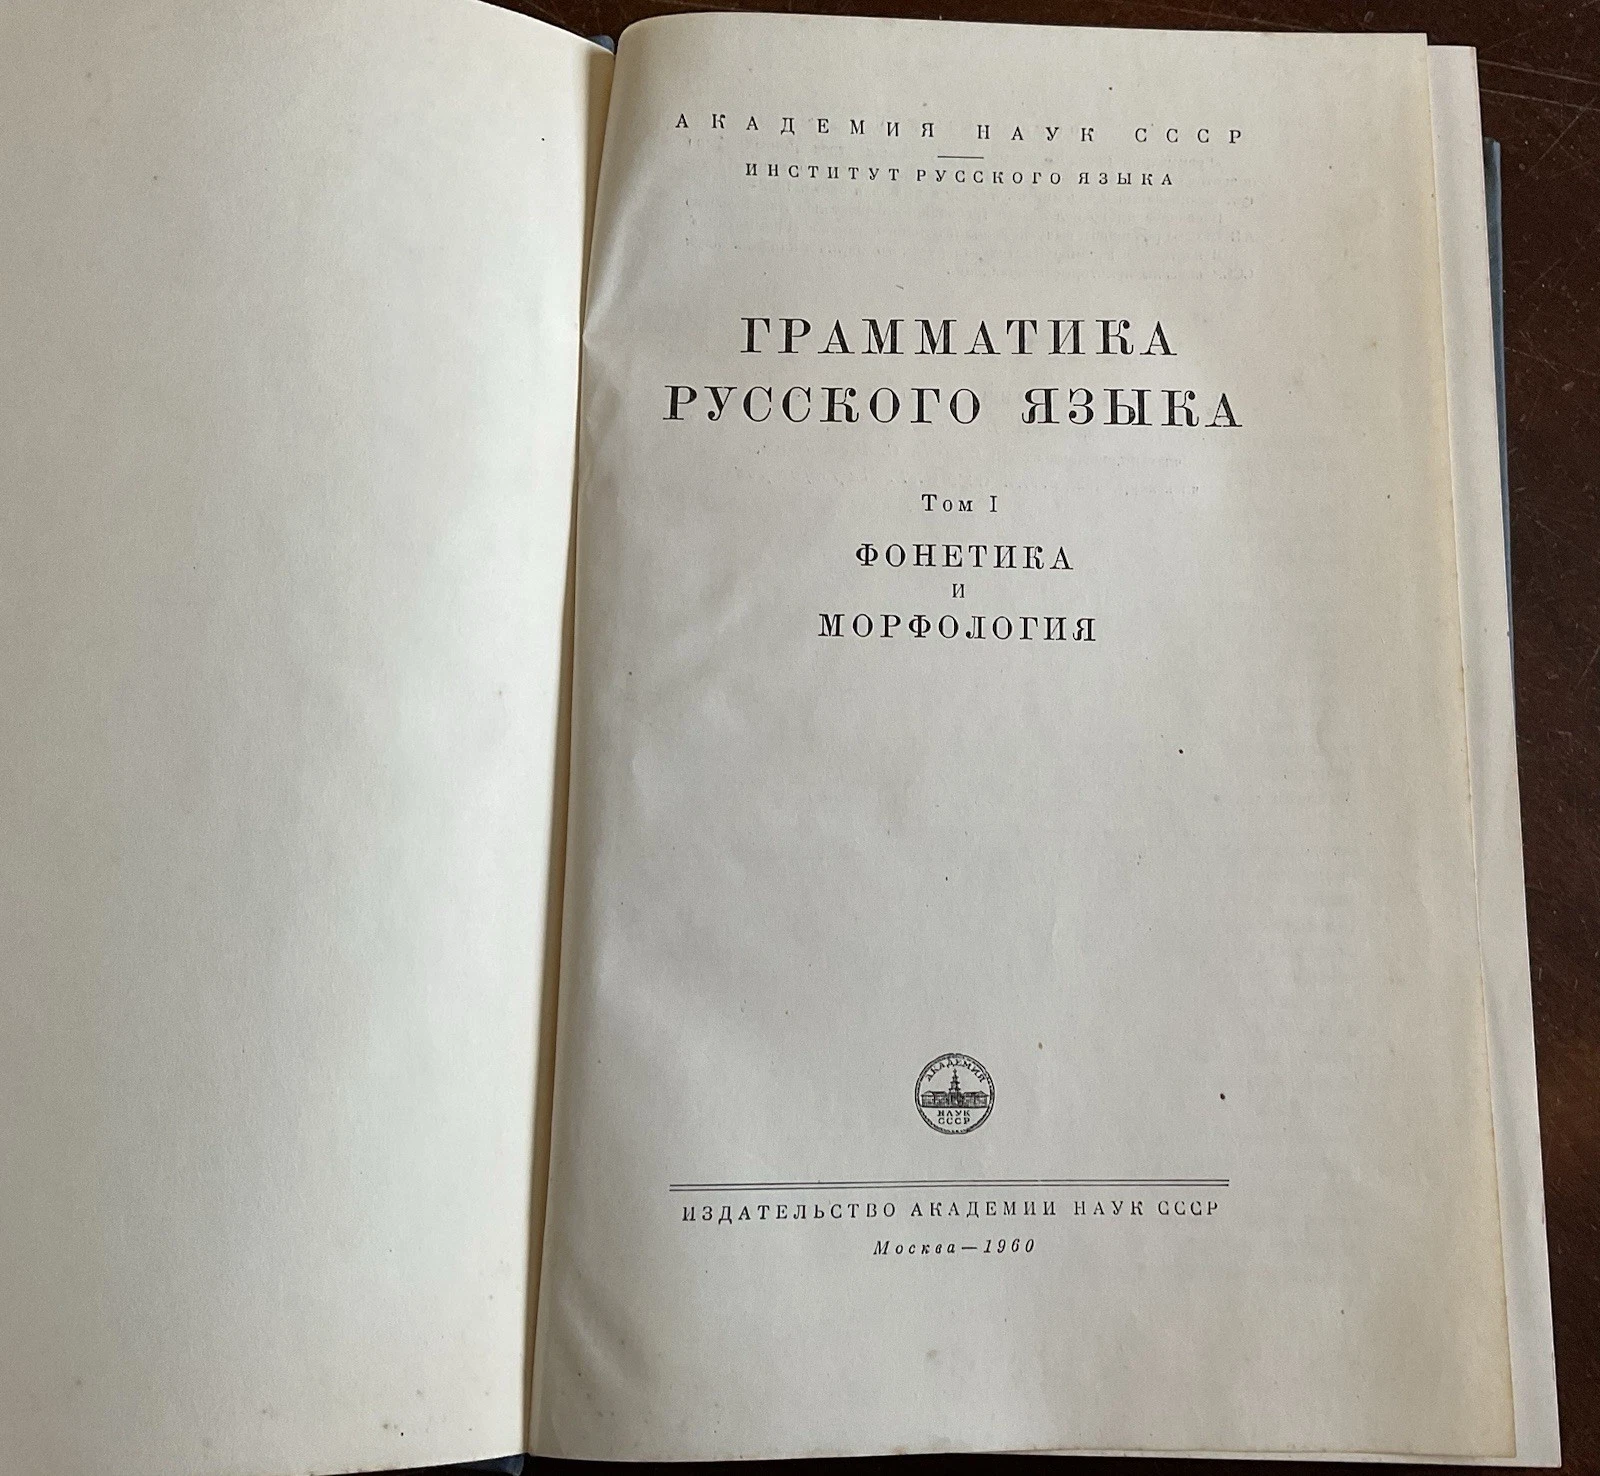 АКАДЕМИЯ НАУК СССР
ИНСТИТУТ РУССКОГО ЯЗЫКА
ГРАММАТИКА
РУССКОГО ЯЗЫКА
Том I
ФОНЕТИКА
И
МОРФОЛОГИЯ
АКАДЕМИЯ
НАУК
СССР
ИЗДАТЕЛЬСТВО АКАДЕМИИ НАУК СССР
Москва—1960